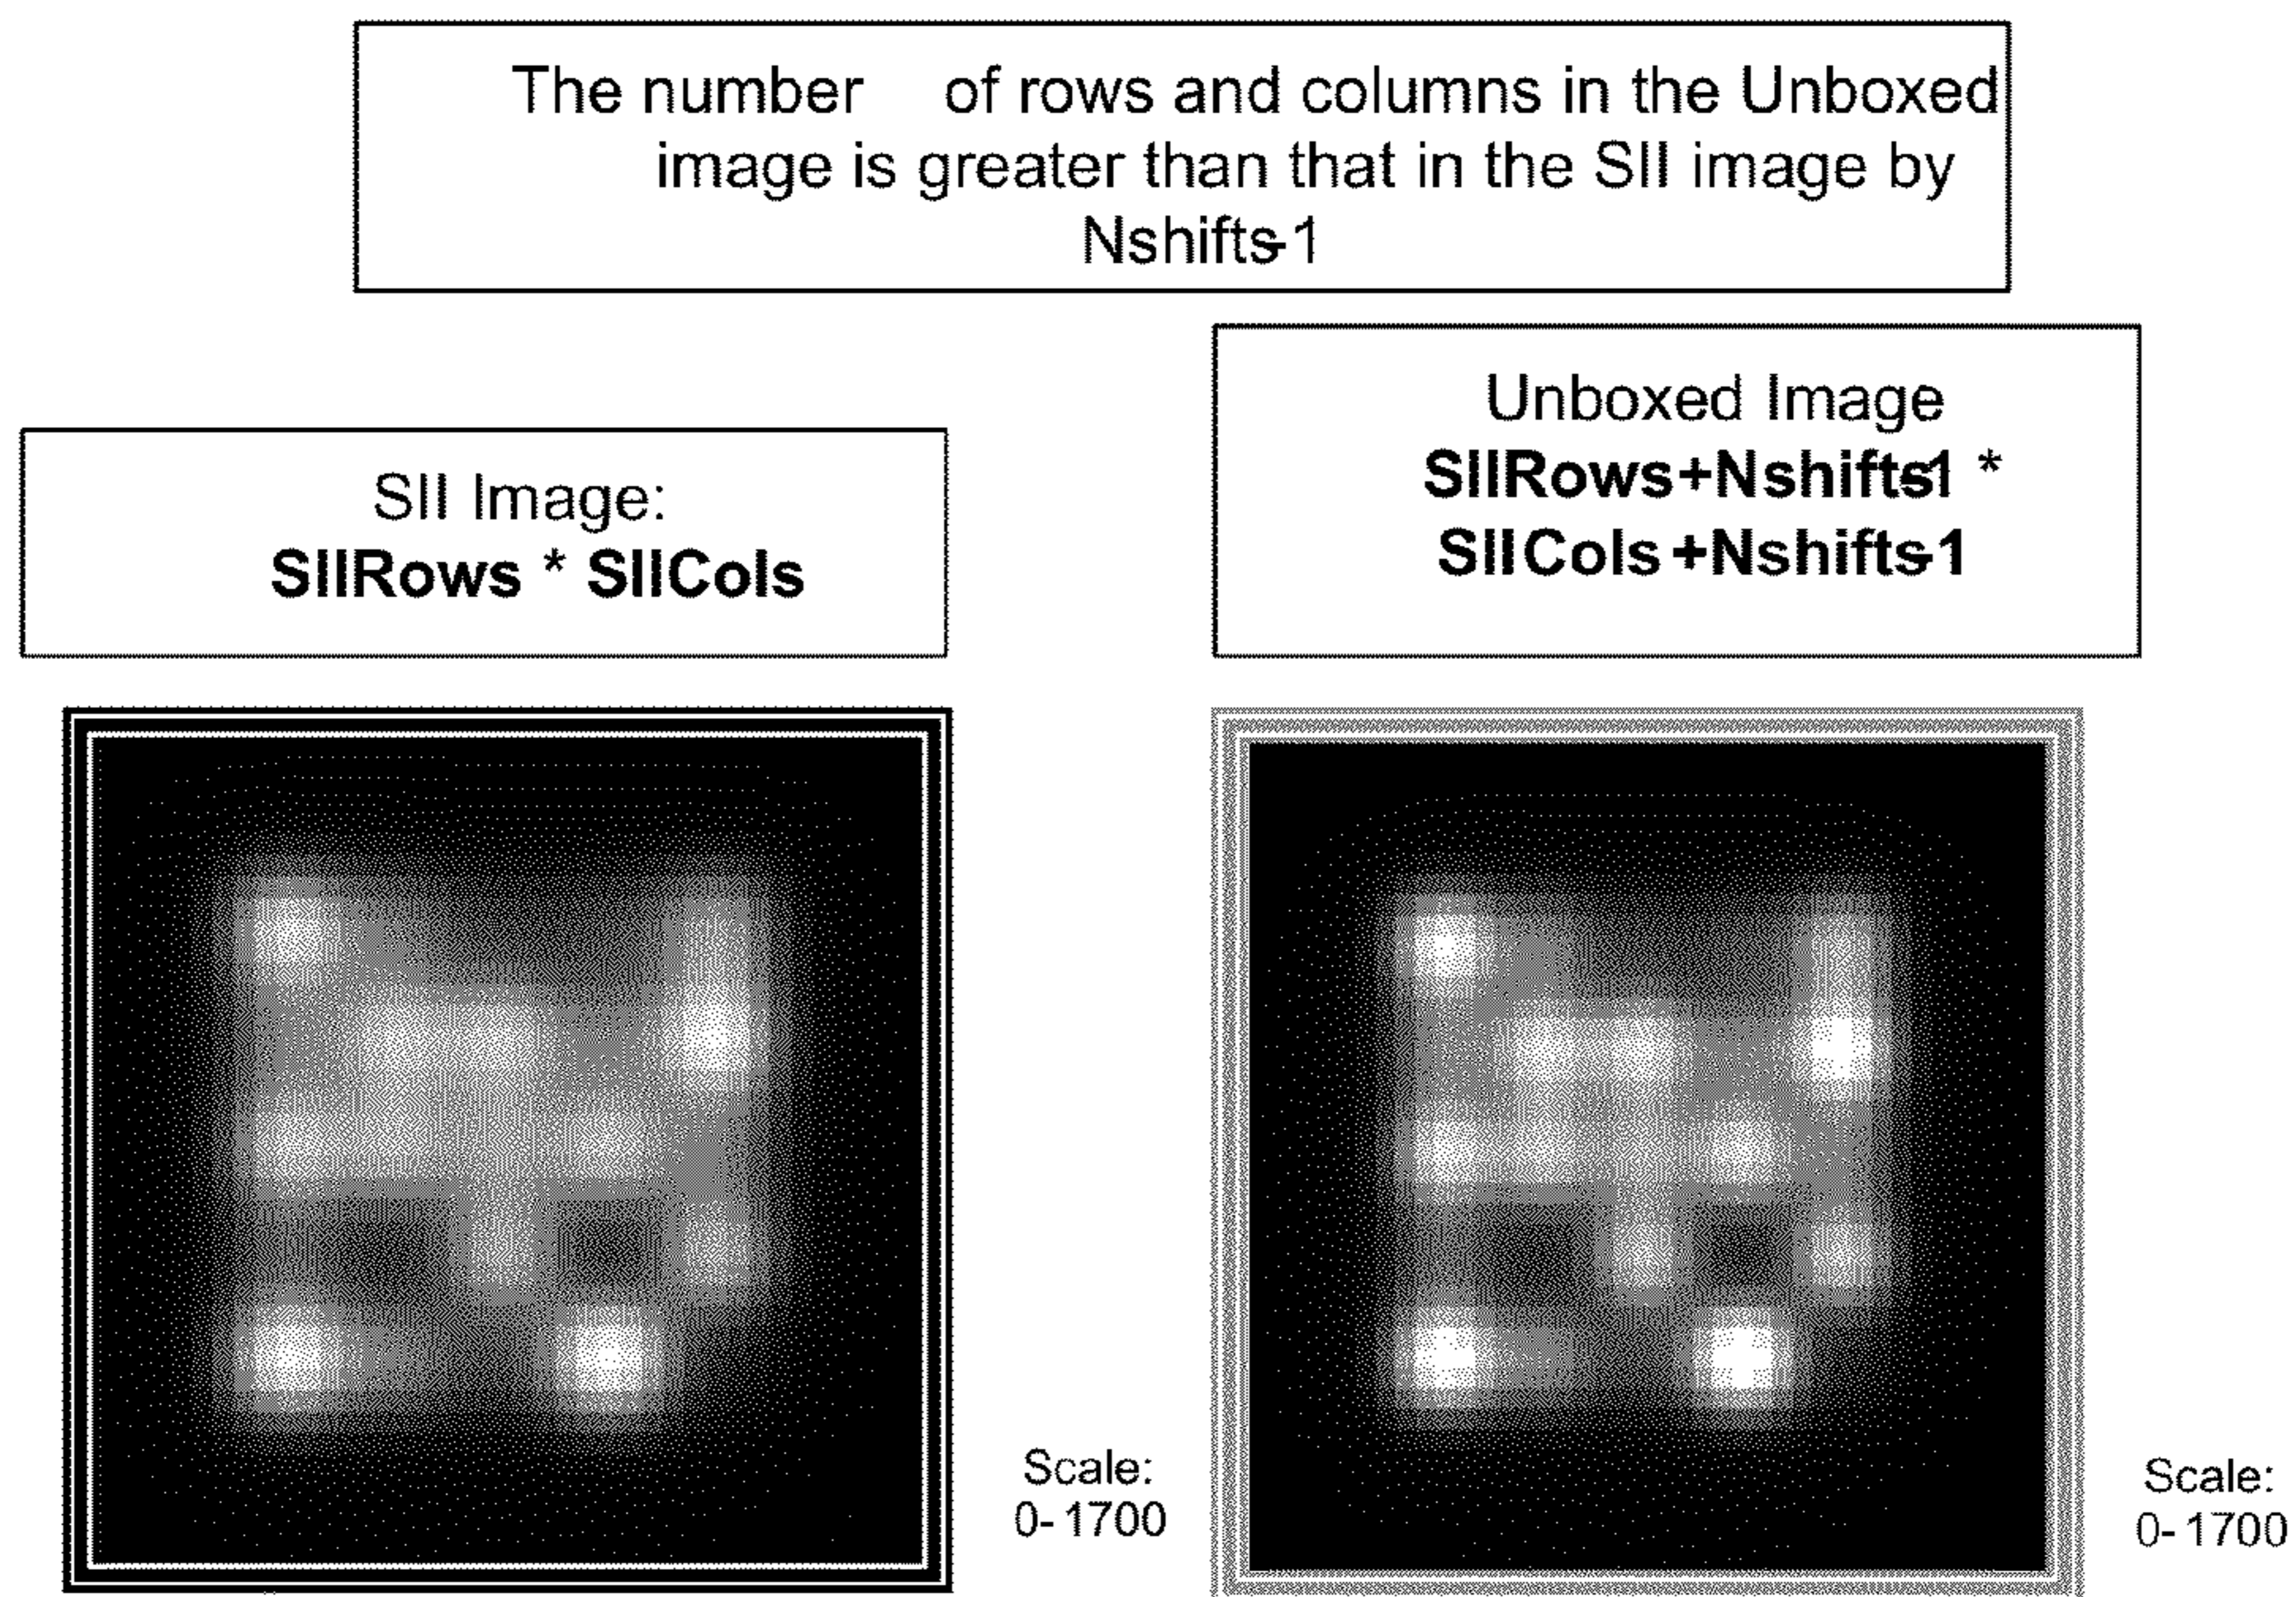 The number of rows and columns in the Unboxed
image is greater than that in the SII image by
Nshifts-1
SII Image:
SIIRows * SIICols
Unboxed Image
SIIRows+Nshifts-1 *
SIICols+Nshifts-1
Scale:
0-1700
Scale:
0-1700